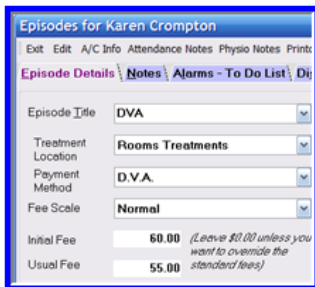 Episodes for Karen Crompton
Exit Edit A/C Info Attendance Notes Physio Notes
Episode Details Notes Alarms - To Do List
Episode Title DVA
Treatment Location Rooms Treatments
Payment Method D.V.A.
Fee Scale Normal
Initial Fee 60.00 (Leave $0.00 unless you
want to override the
Usual Fee 55.00 standard fees)